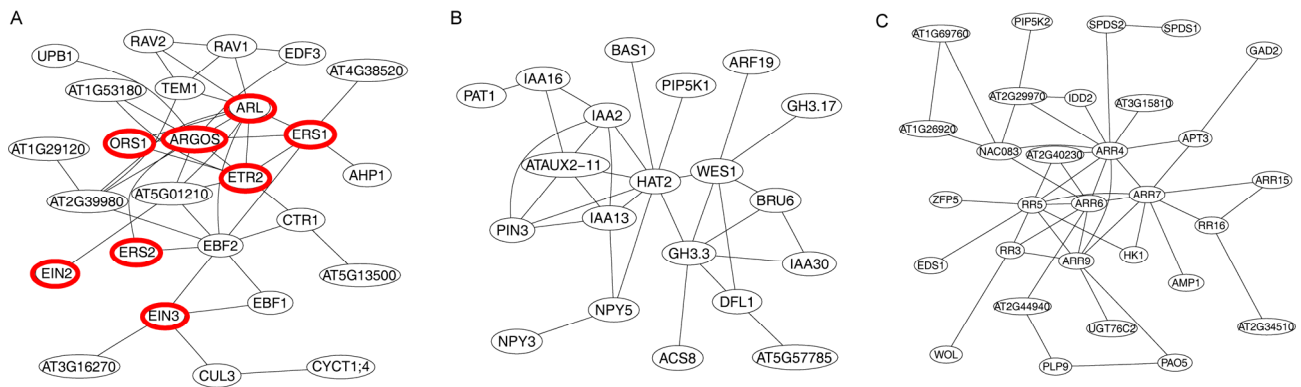 A
RAV2
RAV1
EDF3
UPB1
AT4G38520
AT1G53180
TEM1
ARL
ORS1
ARGOS
ERS1
AT1G29120
ETR2
AHP1
AT2G39980
AT5G01210
CTR1
ERS2
EBF2
EIN2
AT5G13500
EBF1
EIN3
AT3G16270
CUL3
CYCT1;4
B
BAS1
ARF19
IAA16
PIP5K1
PAT1
GH3.17
IAA2
ATAUX2-11
HAT2
WES1
BRU6
IAA13
PIN3
GH3.3
IAA30
NPY5
DFL1
NPY3
ACS8
AT5G57785
C
PIP5K2
SPDS2
SPDS1
AT1G69760
GAD2
AT2G29970
IDD2
AT3G15810
AT1G26920
APT3
NAC083
AT2G40230
ARR4
ARR15
ZFP5
RR5
ARR6
ARR7
RR16
RR3
HK1
EDS1
ARR9
AMP1
AT2G44940
UGT76C2
AT2G34510
WOL
PLP9
PAO5